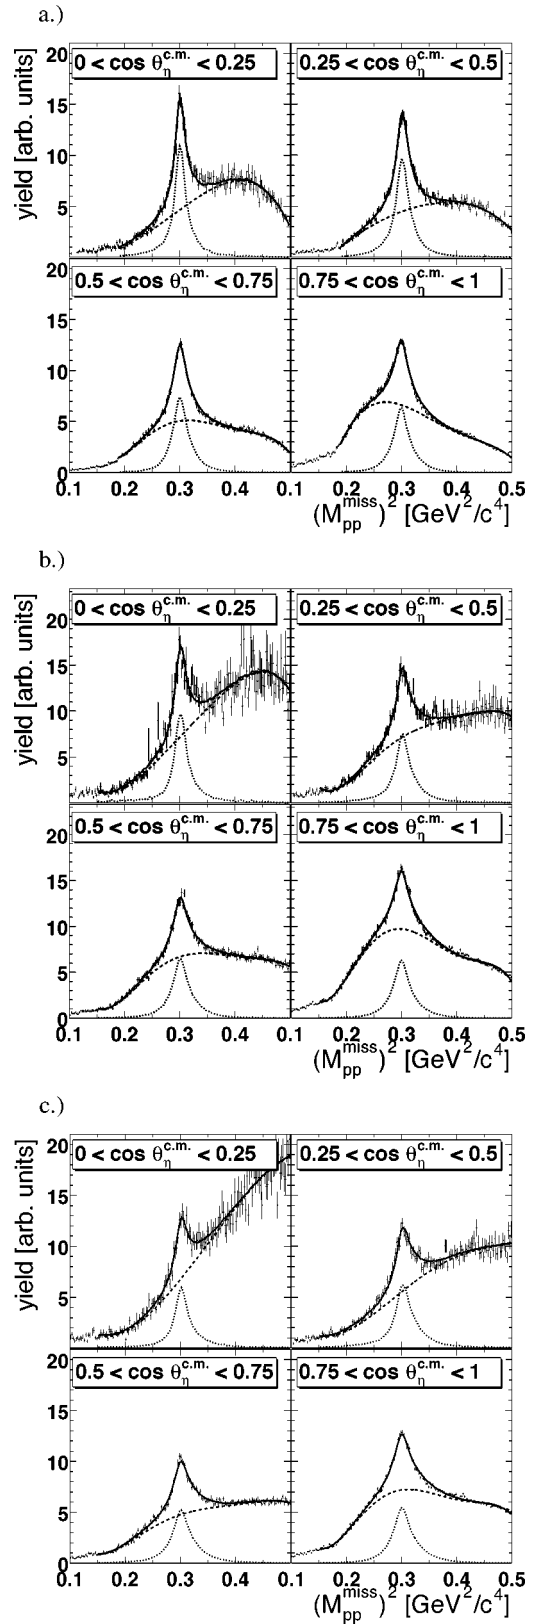 a.)
0 < cos θ_η^{c.m.} < 0.25 0.25 < cos θ_η^{c.m.} < 0.5
yield [arb. units]
20
15
10
5
0.5 < cos θ_η^{c.m.} < 0.75 0.75 < cos θ_η^{c.m.} < 1
20
15
10
5
0
0.1 0.2 0.3 0.4 0.1 0.2 0.3 0.4 0.5
(M_{pp}^{miss})^2 [GeV^2/c^4]
b.)
0 < cos θ_η^{c.m.} < 0.25 0.25 < cos θ_η^{c.m.} < 0.5
yield [arb. units]
20
15
10
5
0.5 < cos θ_η^{c.m.} < 0.75 0.75 < cos θ_η^{c.m.} < 1
20
15
10
5
0
0.1 0.2 0.3 0.4 0.1 0.2 0.3 0.4 0.5
(M_{pp}^{miss})^2 [GeV^2/c^4]
c.)
0 < cos θ_η^{c.m.} < 0.25 0.25 < cos θ_η^{c.m.} < 0.5
yield [arb. units]
20
15
10
5
0.5 < cos θ_η^{c.m.} < 0.75 0.75 < cos θ_η^{c.m.} < 1
20
15
10
5
0
0.1 0.2 0.3 0.4 0.1 0.2 0.3 0.4 0.5
(M_{pp}^{miss})^2 [GeV^2/c^4]